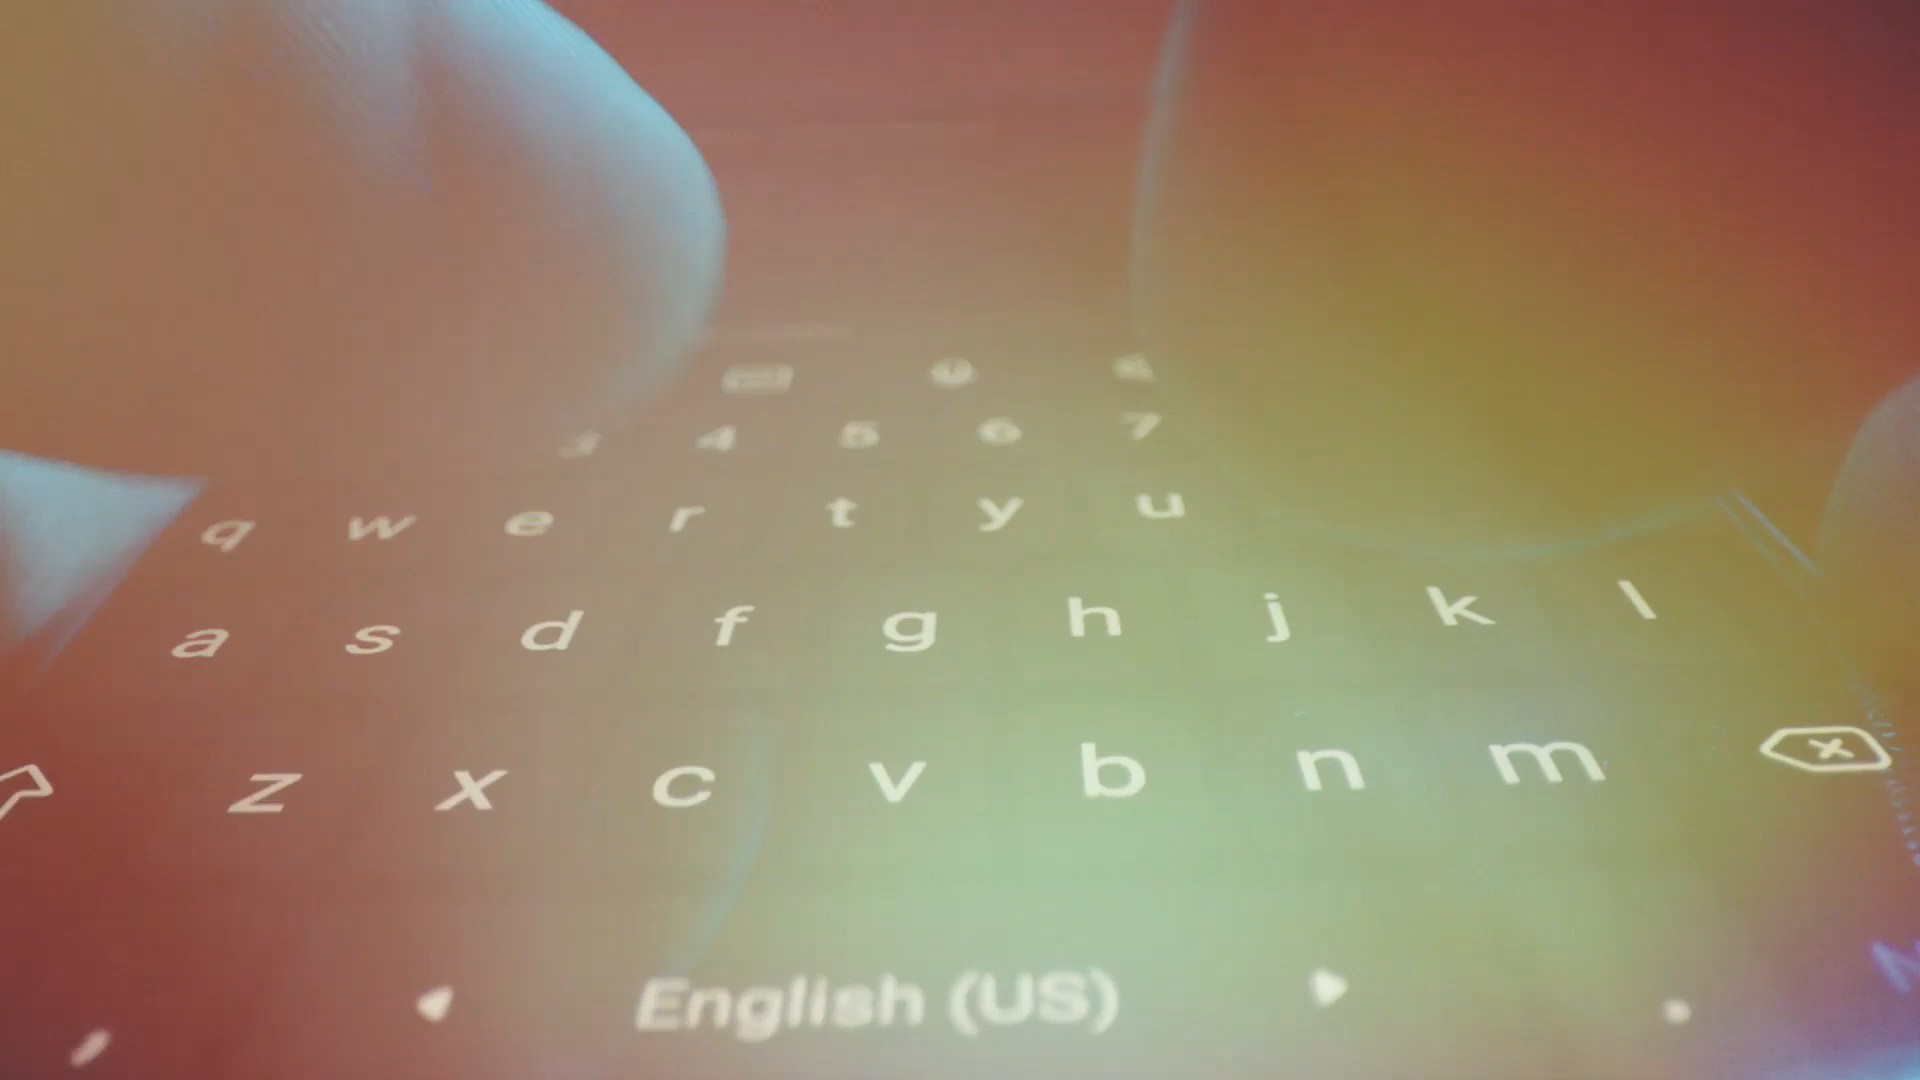 3 4 5 6 7
q w e r t y u
a s d f g h j k l
z x c v b n m
, English (US) .